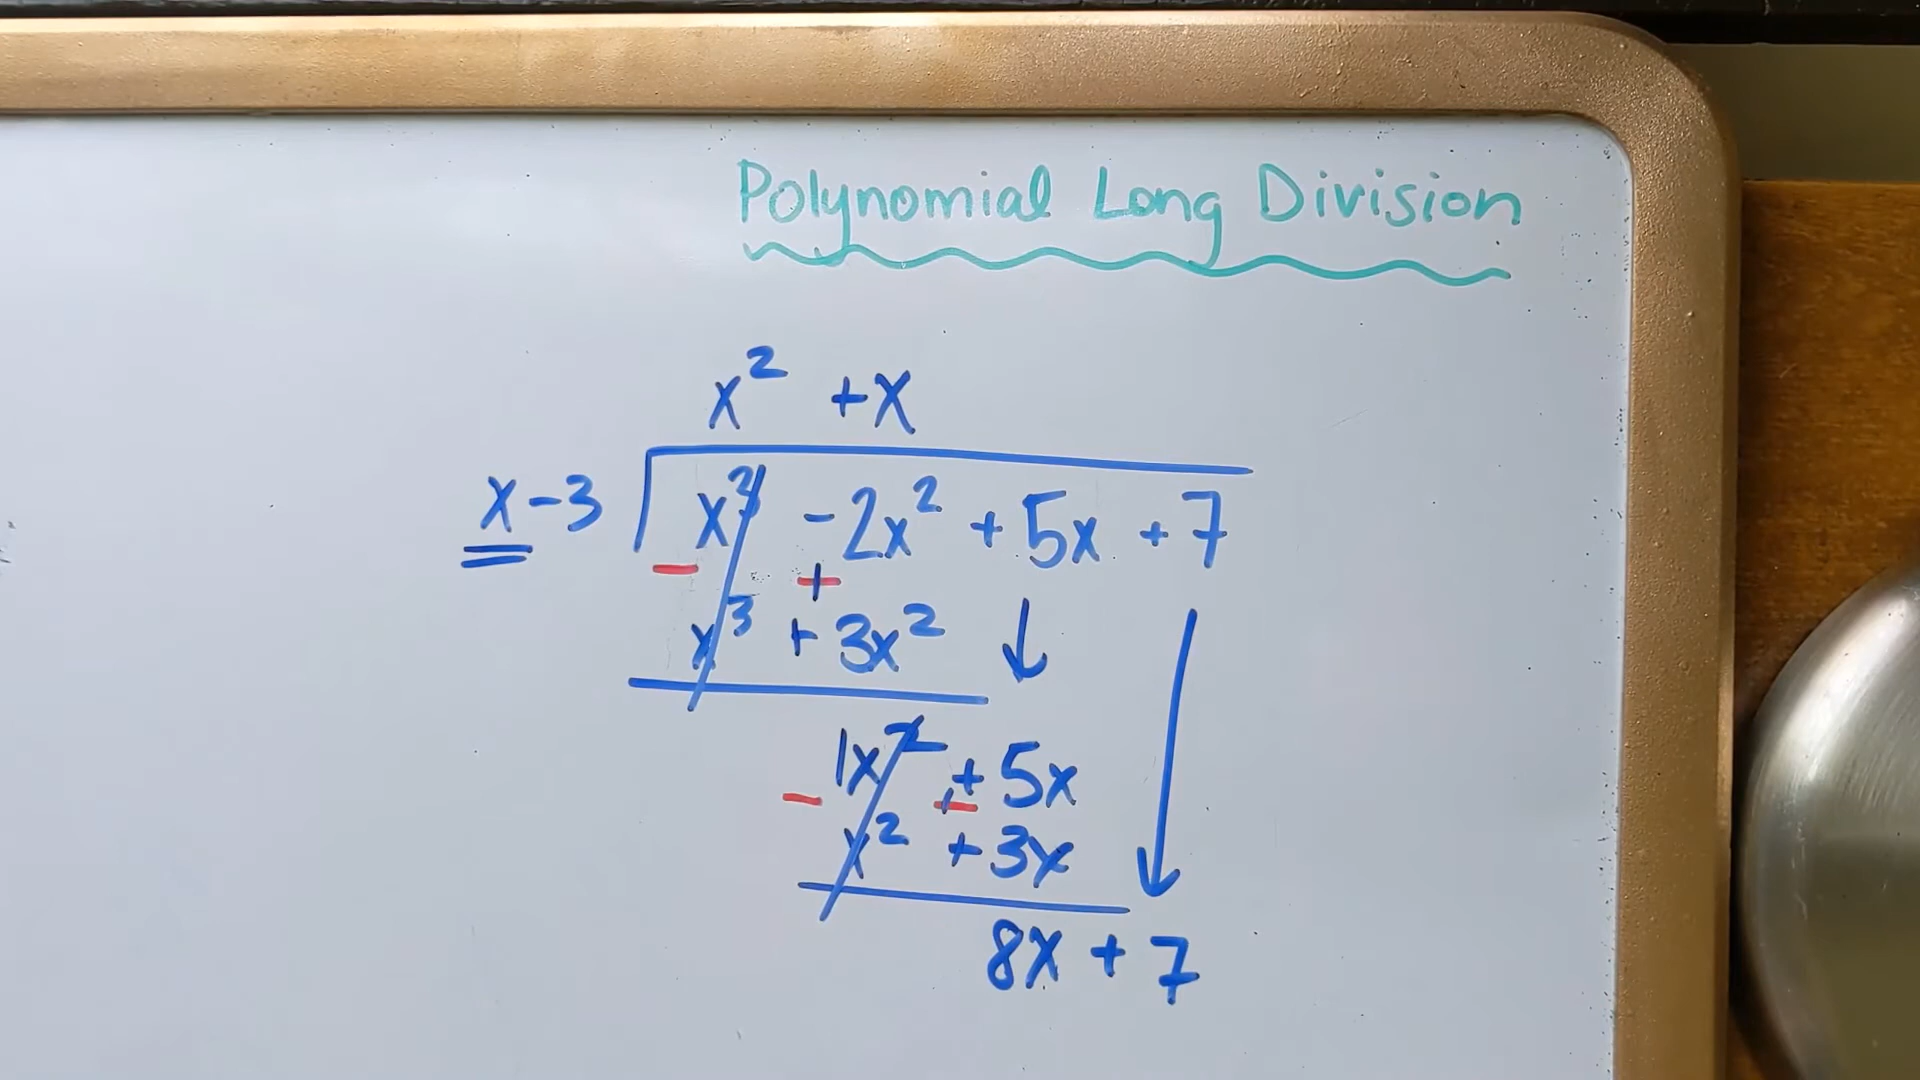 Polynomial Long Division
x² +x
x-3 x³ -2x² +5x +7
- +
x³ +3x²
1x² +5x
- +
x² +3x
8x + 7